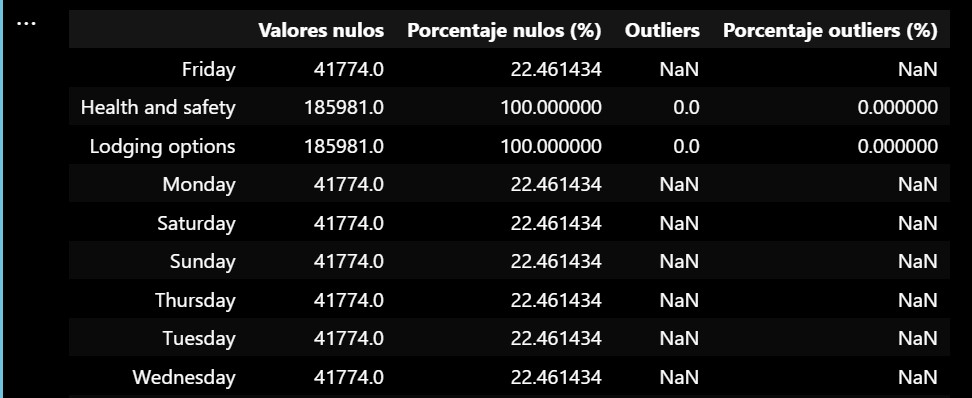 ...
Valores nulos Porcentaje nulos (%) Outliers Porcentaje outliers (%)
Friday 41774.0 22.461434 NaN NaN
Health and safety 185981.0 100.000000 0.0 0.000000
Lodging options 185981.0 100.000000 0.0 0.000000
Monday 41774.0 22.461434 NaN NaN
Saturday 41774.0 22.461434 NaN NaN
Sunday 41774.0 22.461434 NaN NaN
Thursday 41774.0 22.461434 NaN NaN
Tuesday 41774.0 22.461434 NaN NaN
Wednesday 41774.0 22.461434 NaN NaN